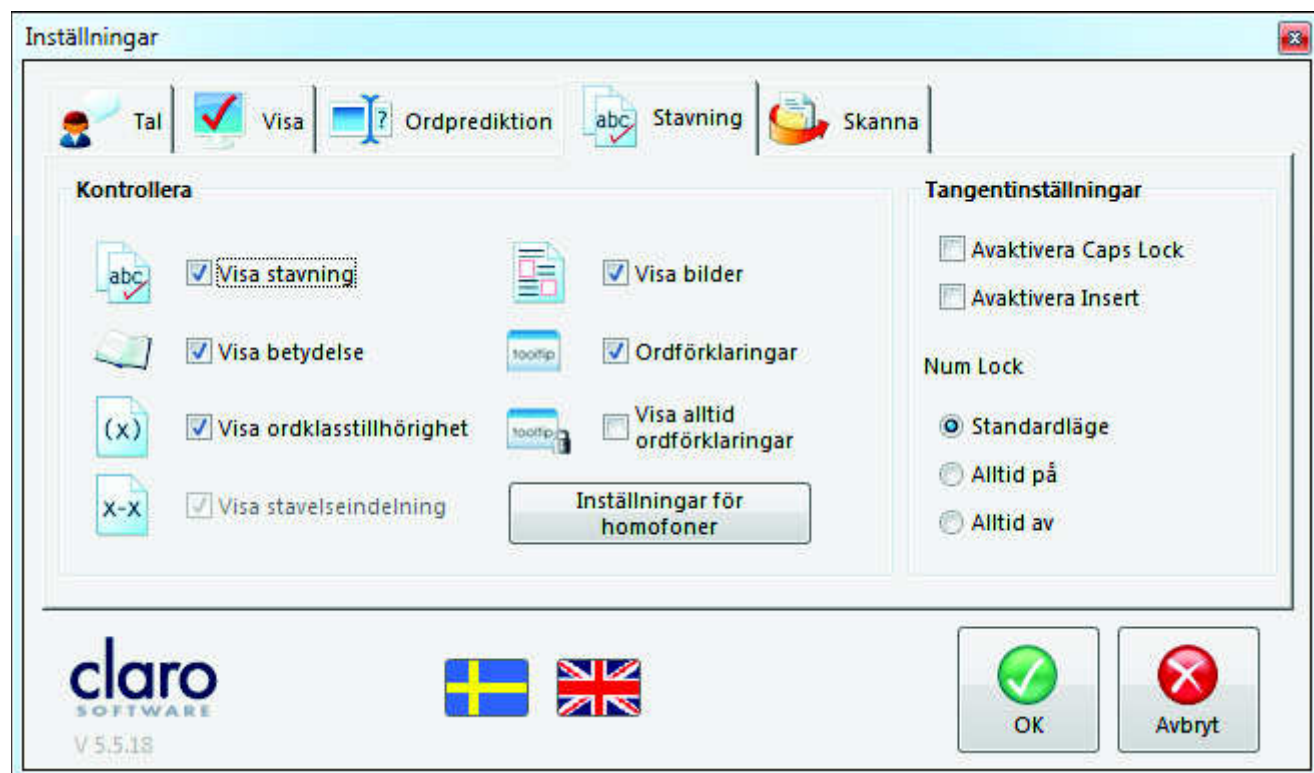 Inställningar
Tal
Visa
?
Ordprediktion
abc
Stavning
Skanna
Kontrollera
abc
Visa stavning
Visa betydelse
(x)
Visa ordklasstillhörighet
x-x
Visa stavelseindelning
Visa bilder
tooltip
Ordförklaringar
tooltip
Visa alltid
ordförklaringar
Inställningar för
homofoner
Tangentinställningar
Avaktivera Caps Lock
Avaktivera Insert
Num Lock
Standardläge
Alltid på
Alltid av
claro
SOFTWARE
V 5.5.18
OK
Avbryt